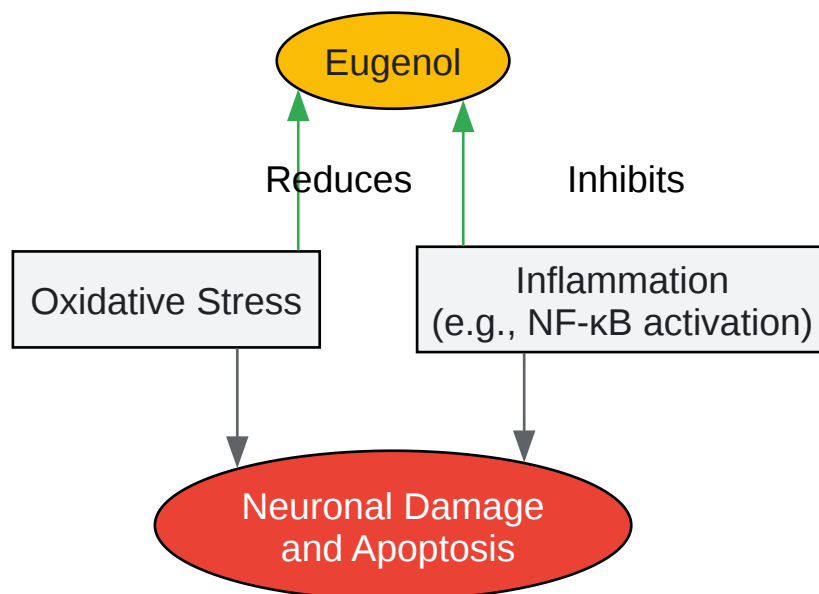 Eugenol
Reduces
Inhibits
Oxidative Stress
Inflammation
(e.g., NF-κB activation)
Neuronal Damage
and Apoptosis